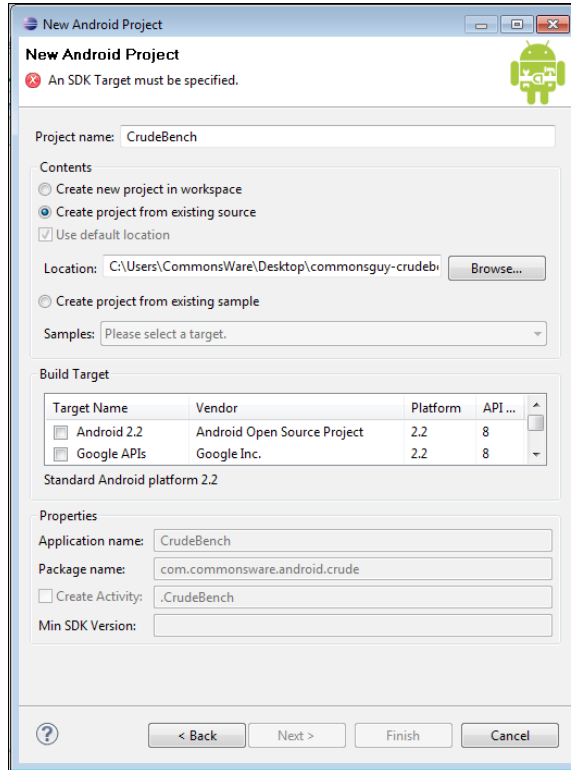 New Android Project
New Android Project
An SDK Target must be specified.
Project name: CrudeBench
Contents
Create new project in workspace
Create project from existing source
Use default location
Location: C:\Users\CommonsWare\Desktop\commonsguy-crudeb Browse...
Create project from existing sample
Samples: Please select a target.
Build Target
Target Name Vendor Platform API ...
Android 2.2 Android Open Source Project 2.2 8
Google APIs Google Inc. 2.2 8
Standard Android platform 2.2
Properties
Application name: CrudeBench
Package name: com.commonsware.android.crude
Create Activity: .CrudeBench
Min SDK Version:
? < Back Next > Finish Cancel